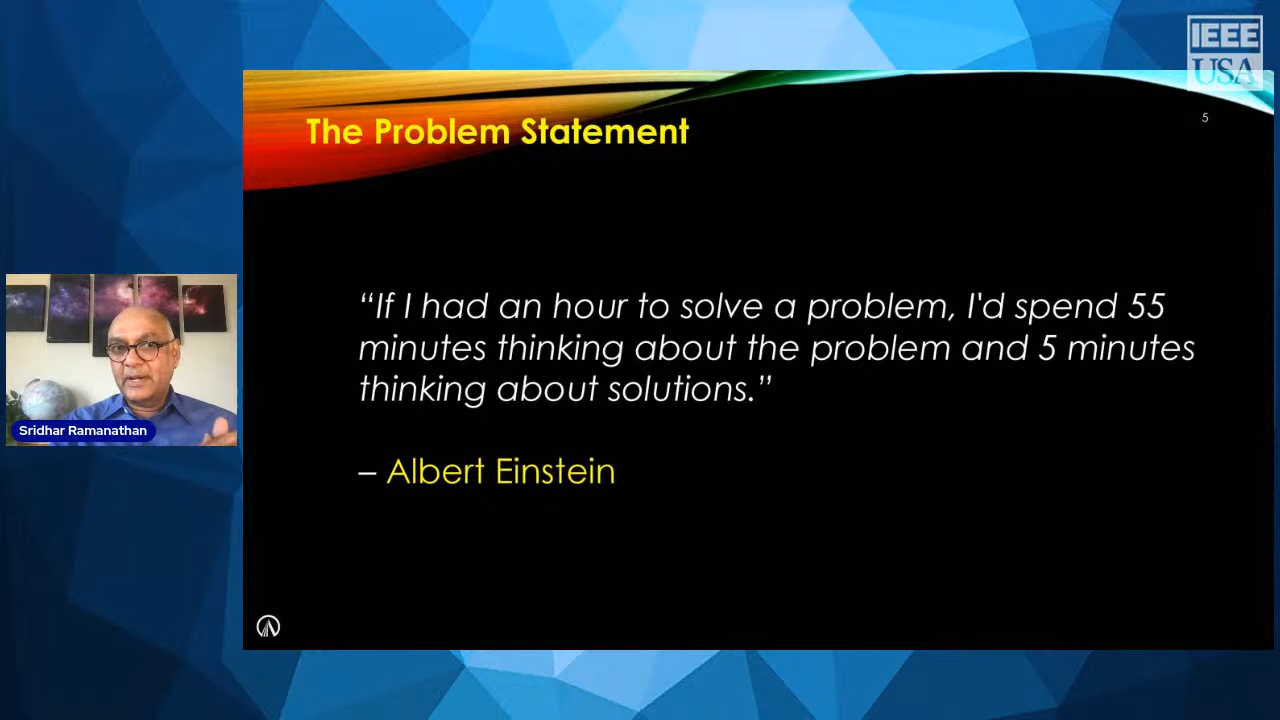 IEEE
USA
5
The Problem Statement
“If I had an hour to solve a problem, I'd spend 55
minutes thinking about the problem and 5 minutes
thinking about solutions.”
– Albert Einstein
Sridhar Ramanathan